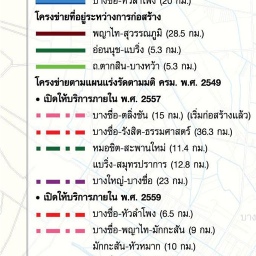 บางซื่อ-หัวลำโพง (20 กม.)
โครงข่ายที่อยู่ระหว่างการก่อสร้าง
พญาไท-สุวรรณภูมิ (28.5 กม.)
อ่อนนุช-แบริ่ง (5.3 กม.)
ถ.ตากสิน-บางหว้า (5.3 กม.)
โครงข่ายตามแผนเร่งรัดตามมติ ครม. พ.ศ. 2549
• เปิดให้บริการภายใน พ.ศ. 2557
บางซื่อ-ตลิ่งชัน (15 กม.) (เริ่มก่อสร้างแล้ว)
บางซื่อ-รังสิต-ธรรมศาสตร์ (36.3 กม.)
หมอชิต-สะพานใหม่ (11.4 กม.)
แบริ่ง-สมุทรปราการ (12.8 กม.)
บางใหญ่-บางซื่อ (23 กม.)
• เปิดให้บริการภายใน พ.ศ. 2559
บางซื่อ-หัวลำโพง (6.5 กม.)
บางซื่อ-พญาไท-มักกะสัน (9 กม.)
มักกะสัน-หัวหมาก (10 กม.)